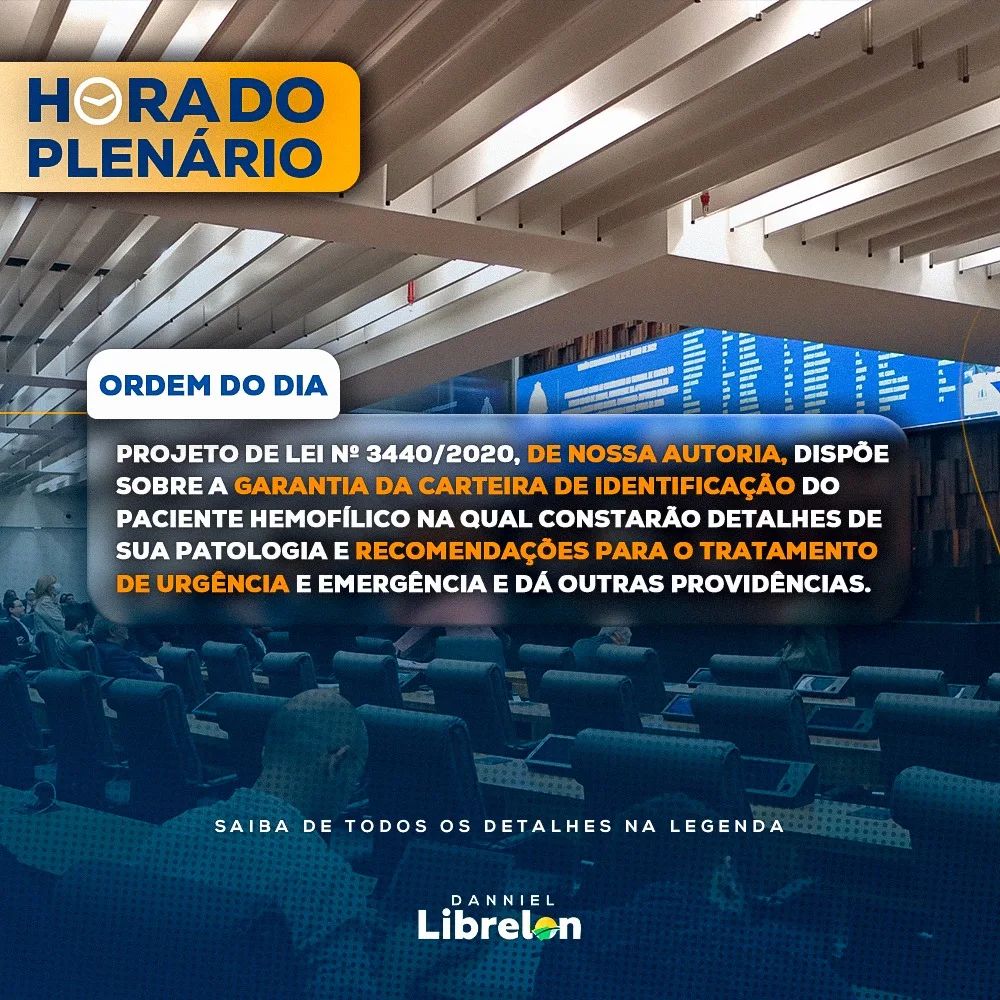 HORA DO
PLENÁRIO
ORDEM DO DIA
PROJETO DE LEI Nº 3440/2020, DE NOSSA AUTORIA, DISPÕE
SOBRE A GARANTIA DA CARTEIRA DE IDENTIFICAÇÃO DO
PACIENTE HEMOFÍLICO NA QUAL CONSTARÃO DETALHES DE
SUA PATOLOGIA E RECOMENDAÇÕES PARA O TRATAMENTO
DE URGÊNCIA E EMERGÊNCIA E DÁ OUTRAS PROVIDÊNCIAS.
SAIBA DE TODOS OS DETALHES NA LEGENDA
DANNIEL
Librelon